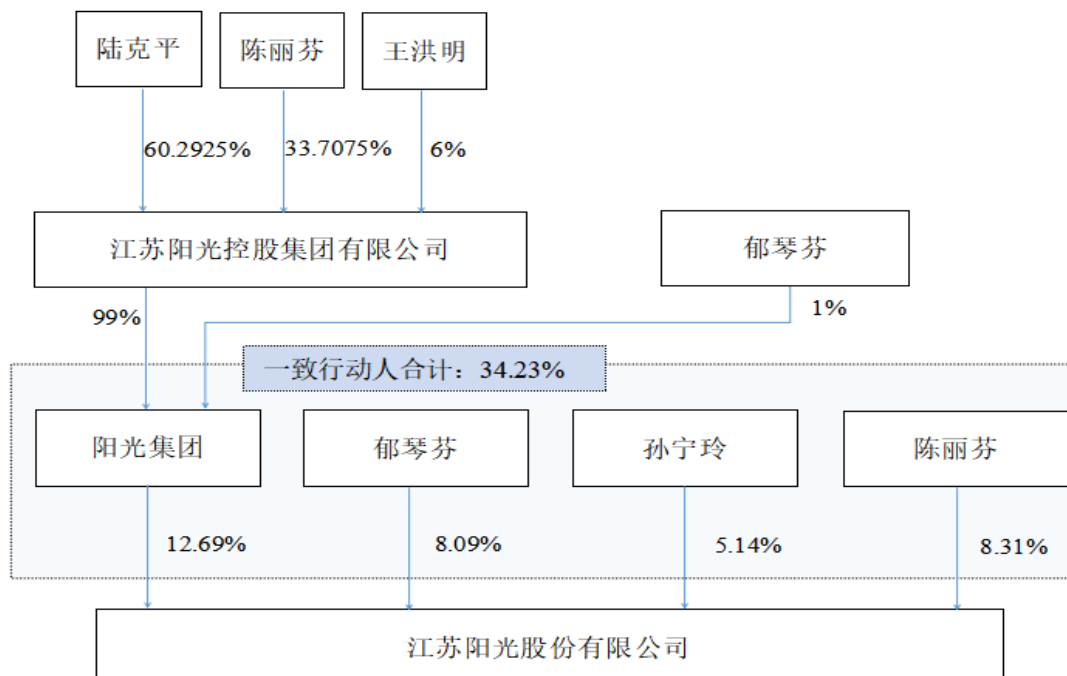 陆克平
陈丽芬
王洪明
60.2925%
33.7075%
6%
江苏阳光控股集团有限公司
郁琴芬
99%
1%
一致行动人合计：34.23%
阳光集团
郁琴芬
孙宁玲
陈丽芬
12.69%
8.09%
5.14%
8.31%
江苏阳光股份有限公司